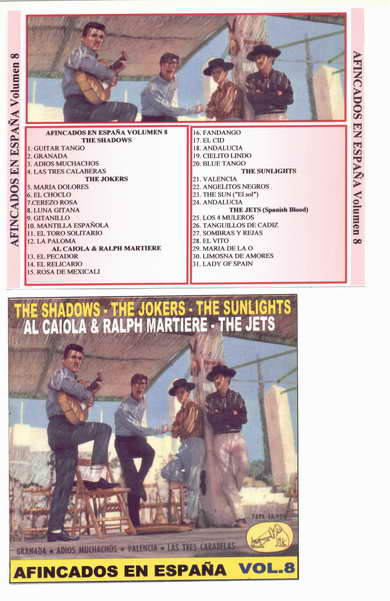 AFINCADOS EN ESPAÑA Volumen 8
AFINCADOS EN ESPAÑA VOLUMEN 8
THE SHADOWS
1. GUITAR TANGO
2. GRANADA
3. ADIOS MUCHACHOS
4. LAS TRES CALABERAS
THE JOKERS
5. MARIA DOLORES
6. EL CHOCLO
7.CEREZO ROSA
8. LUNA GITANA
9. GITANILLO
10. MANTILLA ESPAÑOLA
11. EL TORO SOLITARIO
12. LA PALOMA
AL CAIOLA & RALPH MARTIERE
13. EL PECADOR
14. EL RELICARIO
15. ROSA DE MEXICALI
16. FANDANGO
17. EL CID
18. ANDALUCIA
19. CIELITO LINDO
20. BLUE TANGO
THE SUNLIGHTS
21. VALENCIA
22. ANGELITOS NEGROS
23. THE SUN ("El sol")
24. ANDALUCIA
THE JETS (Spanish Blood)
25. LOS 4 MULEROS
26. TANGUILLOS DE CADIZ
27. SOMBRAS Y REJAS
28. EL VITO
29. MARIA DE LA O
30. LIMOSNA DE AMORES
31. LADY OF SPAIN
AFINCADOS EN ESPAÑA Volumen 8
THE SHADOWS - THE JOKERS - THE SUNLIGHTS
AL CAIOLA & RALPH MARTIERE - THE JETS
GRANADA • ADIOS MUCHACHOS • VALENCIA • LAS TRES CARABELAS
AFINCADOS EN ESPAÑA VOL.8